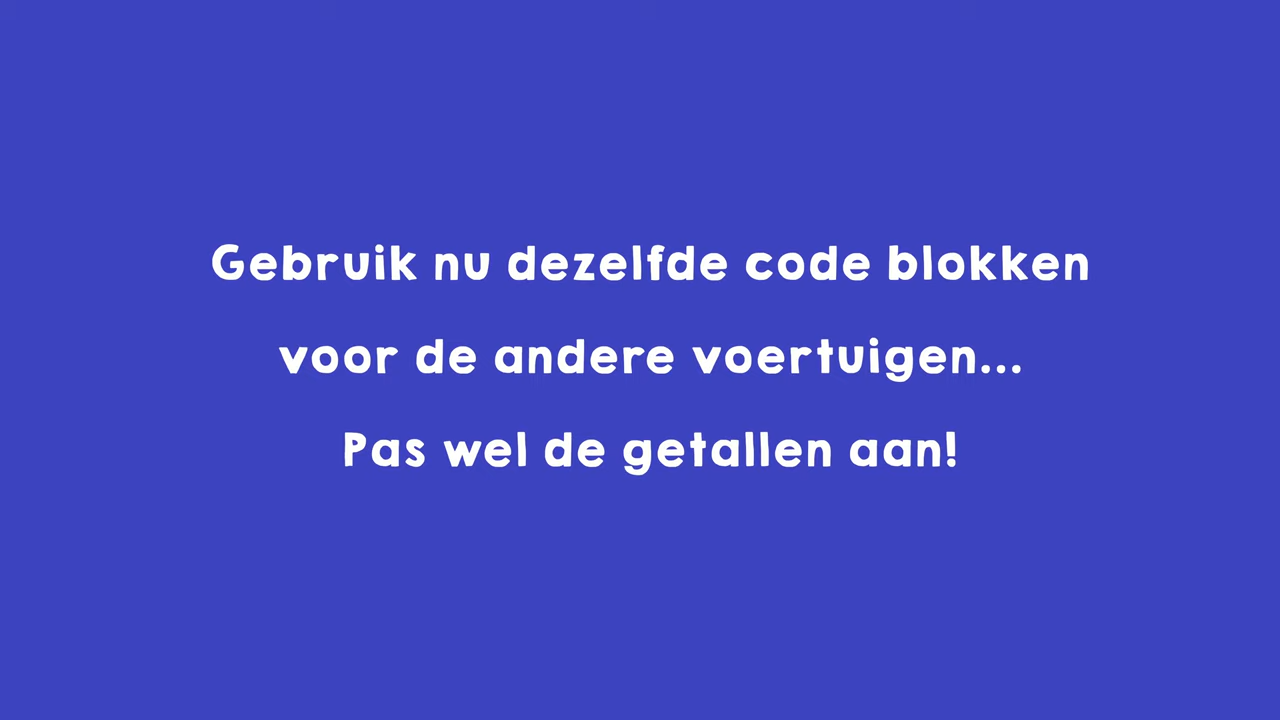 Gebruik nu dezelfde code blokken
voor de andere voertuigen...
Pas wel de getallen aan!